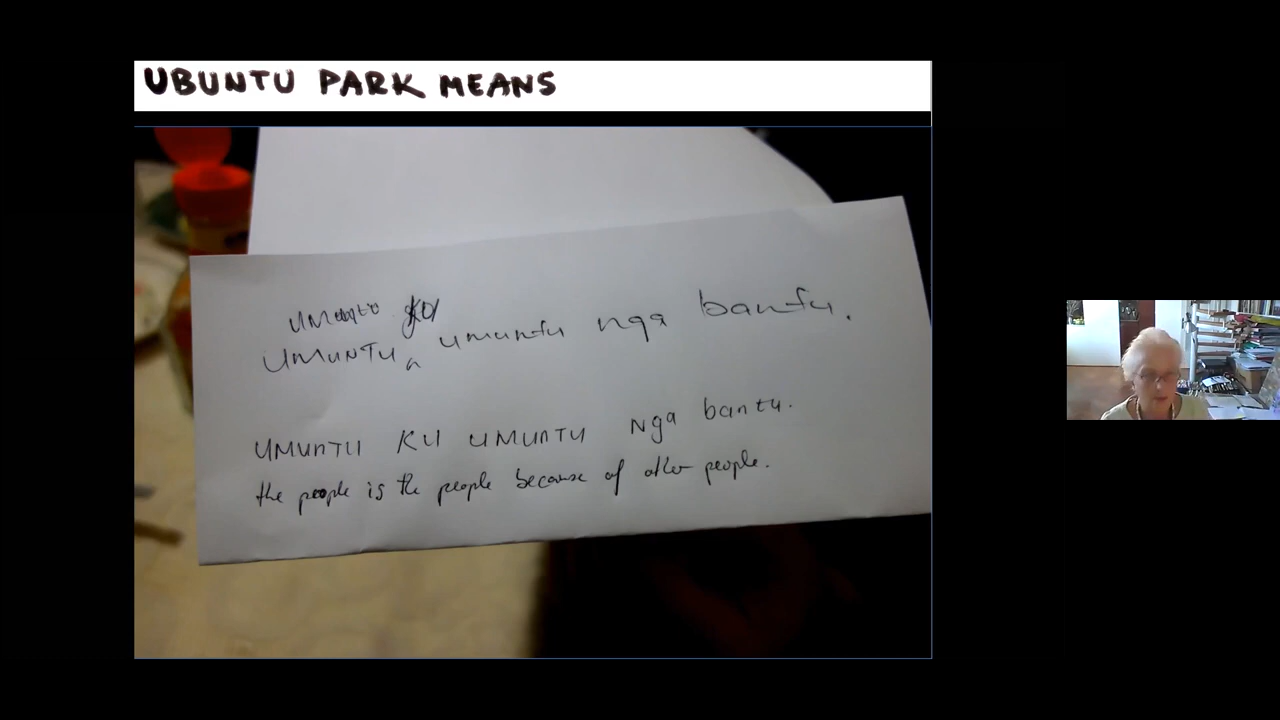 UBUNTU PARK MEANS
UMUNTU umuntu nga bantu.
UMUNTU KU UMUNTU Nga bantu.
the people is the people because of other people.